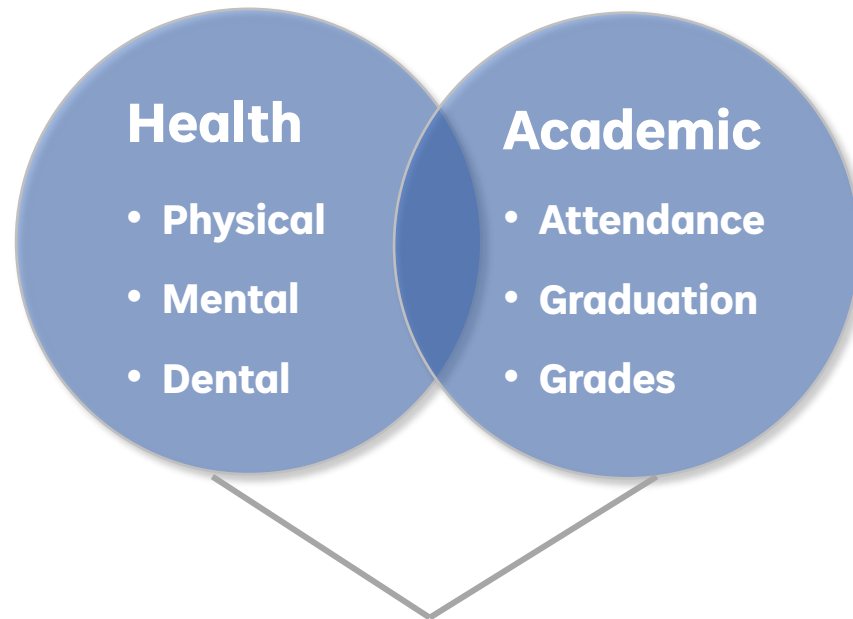 Health
• Physical
• Mental
• Dental
Academic
• Attendance
• Graduation
• Grades